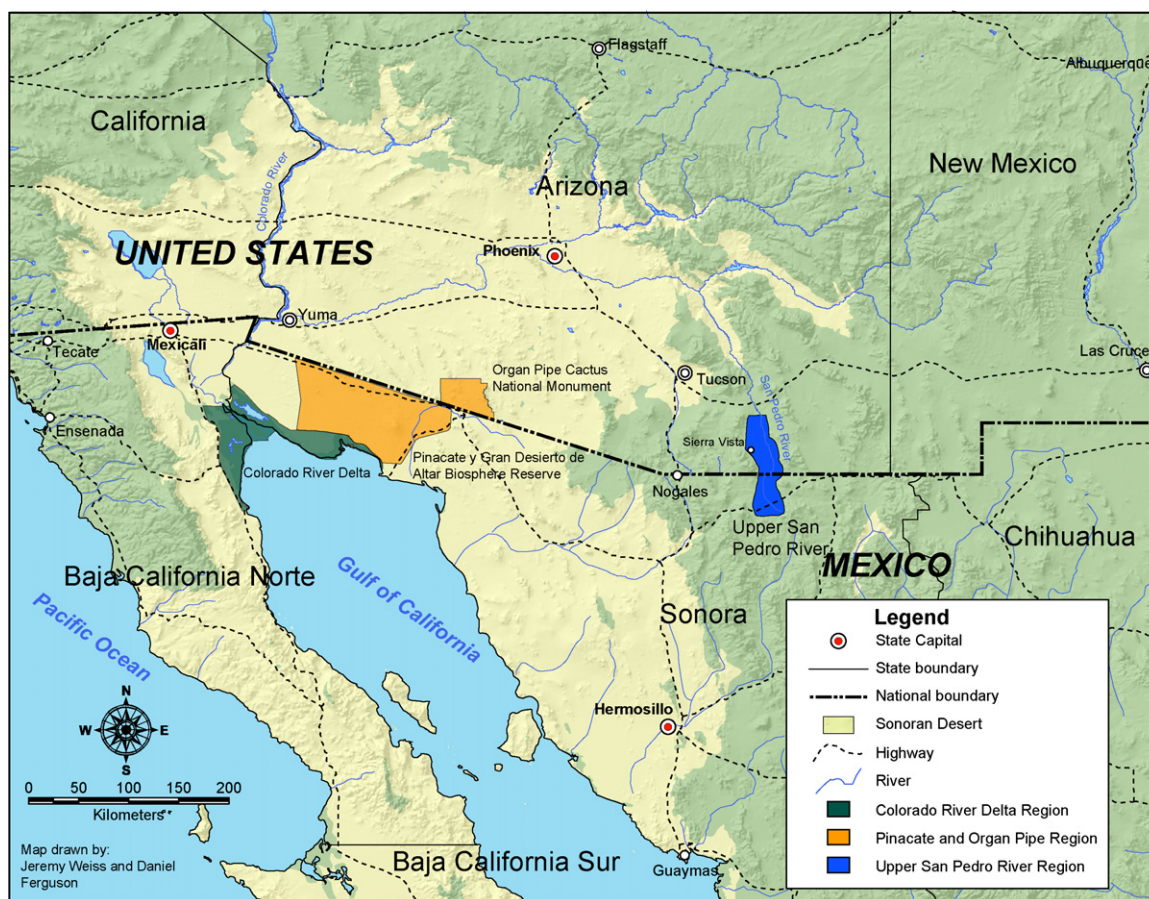 Flagstaff
Albuquerque
California
New Mexico
Colorado River
Arizona
UNITED STATES
Phoenix
Yuma
Mexicali
Tecate
Las Cruce
Organ Pipe Cactus
National Monument
Tucson
San Pedro River
Ensenada
Sierra Vista
Colorado River Delta
Pinacate y Gran Desierto de
Altar Biosphere Reserve
Nogales
Upper San
Pedro River
Chihuahua
MEXICO
Baja California Norte
Gulf of California
Pacific Ocean
Sonora
Hermosillo
Legend
State Capital
State boundary
National boundary
Sonoran Desert
Highway
River
Colorado River Delta Region
Pinacate and Organ Pipe Region
Upper San Pedro River Region
N
W
E
S
0 50 100 150 200
Kilometers
Map drawn by:
Jeremy Weiss and Daniel
Ferguson
Baja California Sur
Guaymas